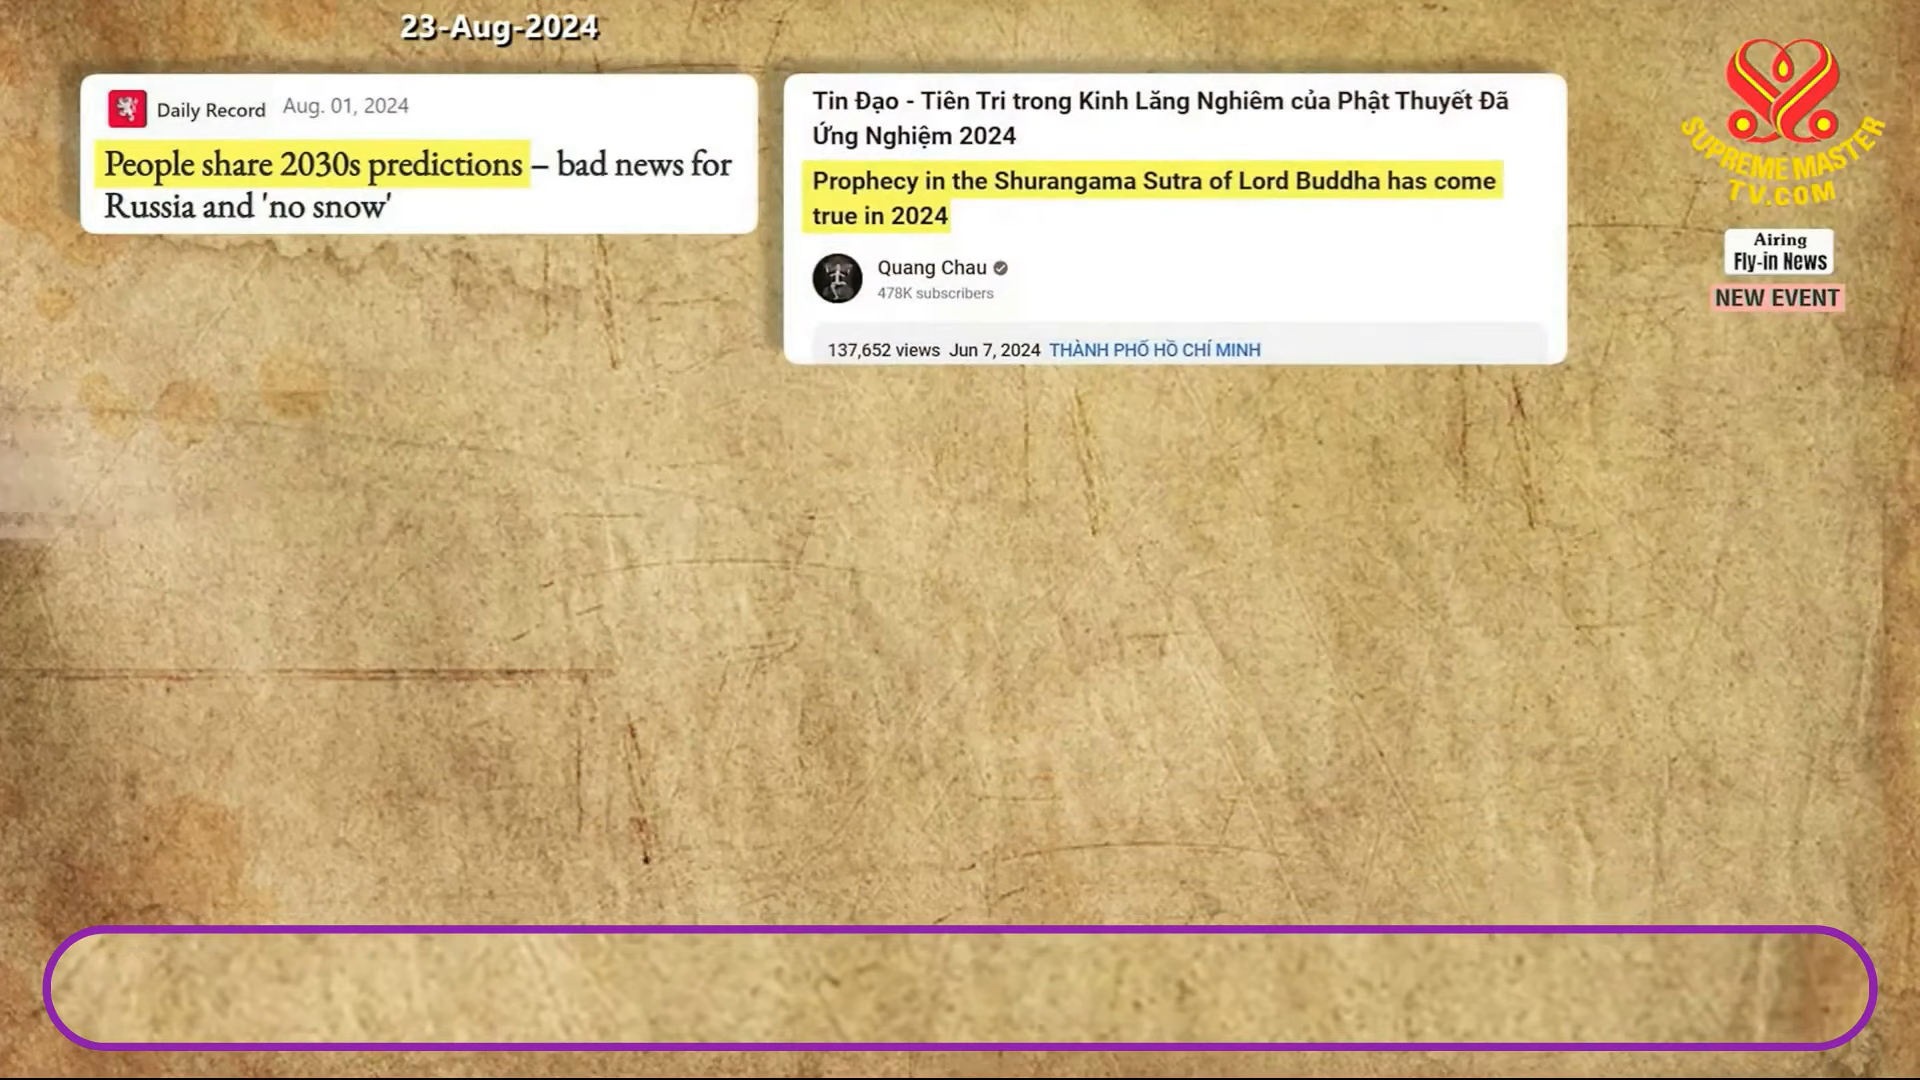 23-Aug-2024
Daily Record Aug. 01, 2024
People share 2030s predictions – bad news for
Russia and 'no snow'
Tin Đạo - Tiên Tri trong Kinh Lăng Nghiêm của Phật Thuyết Đã
Ứng Nghiệm 2024
Prophecy in the Shurangama Sutra of Lord Buddha has come
true in 2024
Quang Chau
478K subscribers
137,652 views Jun 7, 2024 THÀNH PHỐ HỒ CHÍ MINH
SUPREME MASTER
TV.COM
Airing
Fly-in News
NEW EVENT